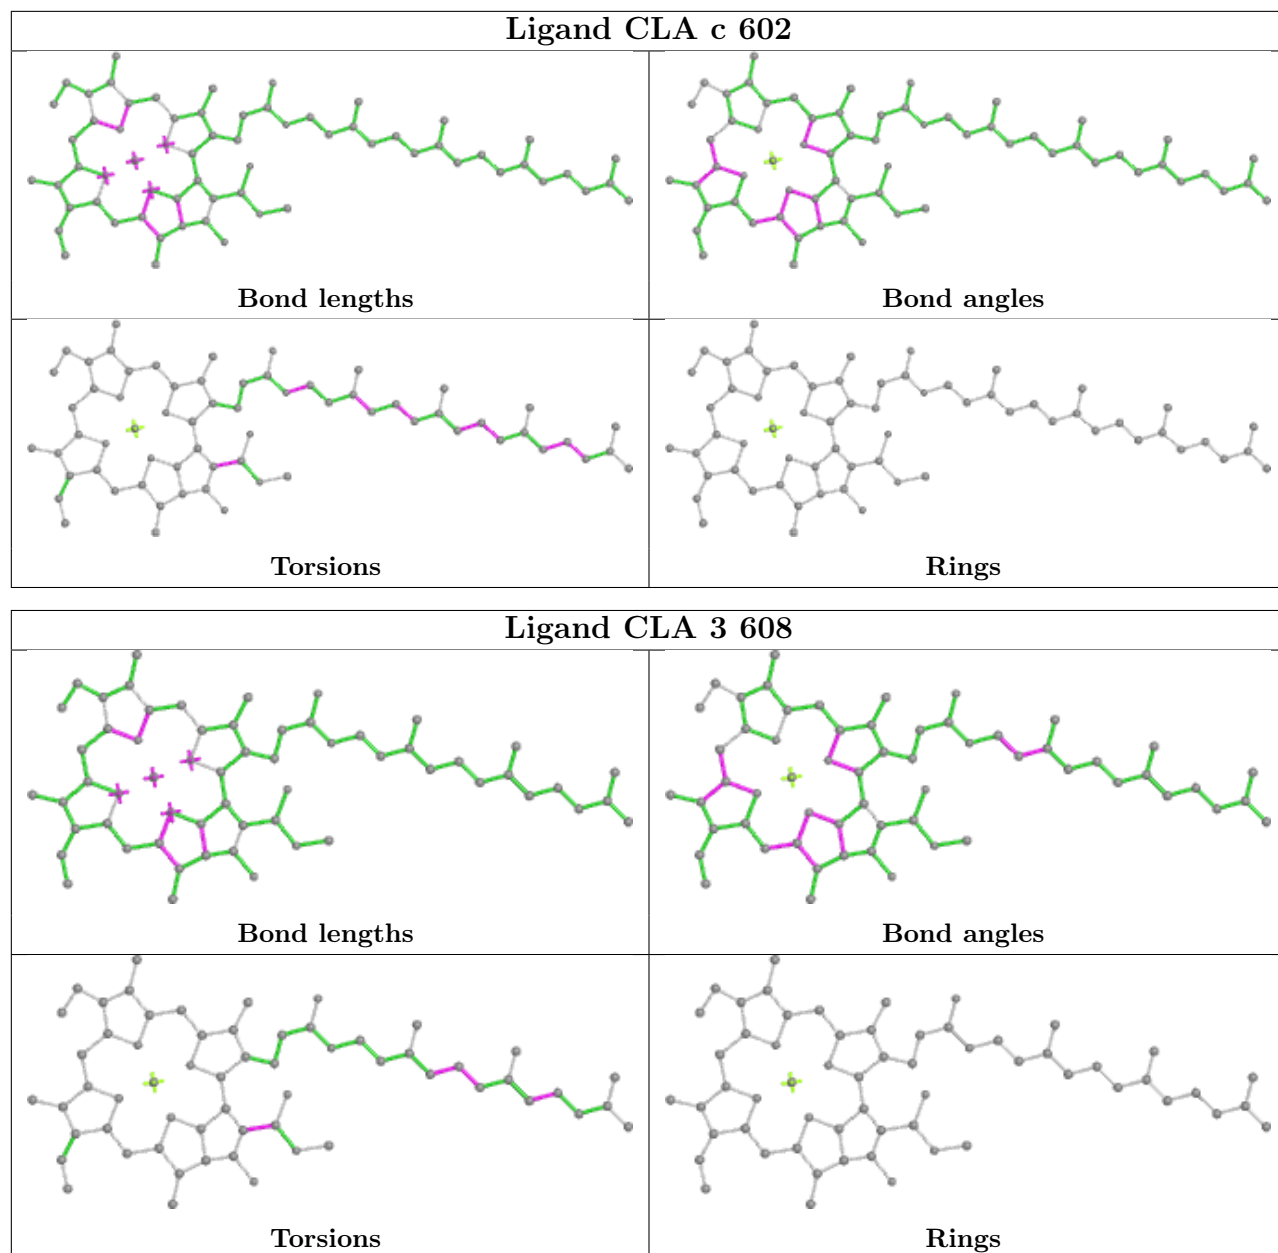 Ligand CLA c 602
Bond lengths
Bond angles
Torsions
Rings
Ligand CLA 3 608
Bond lengths
Bond angles
Torsions
Rings